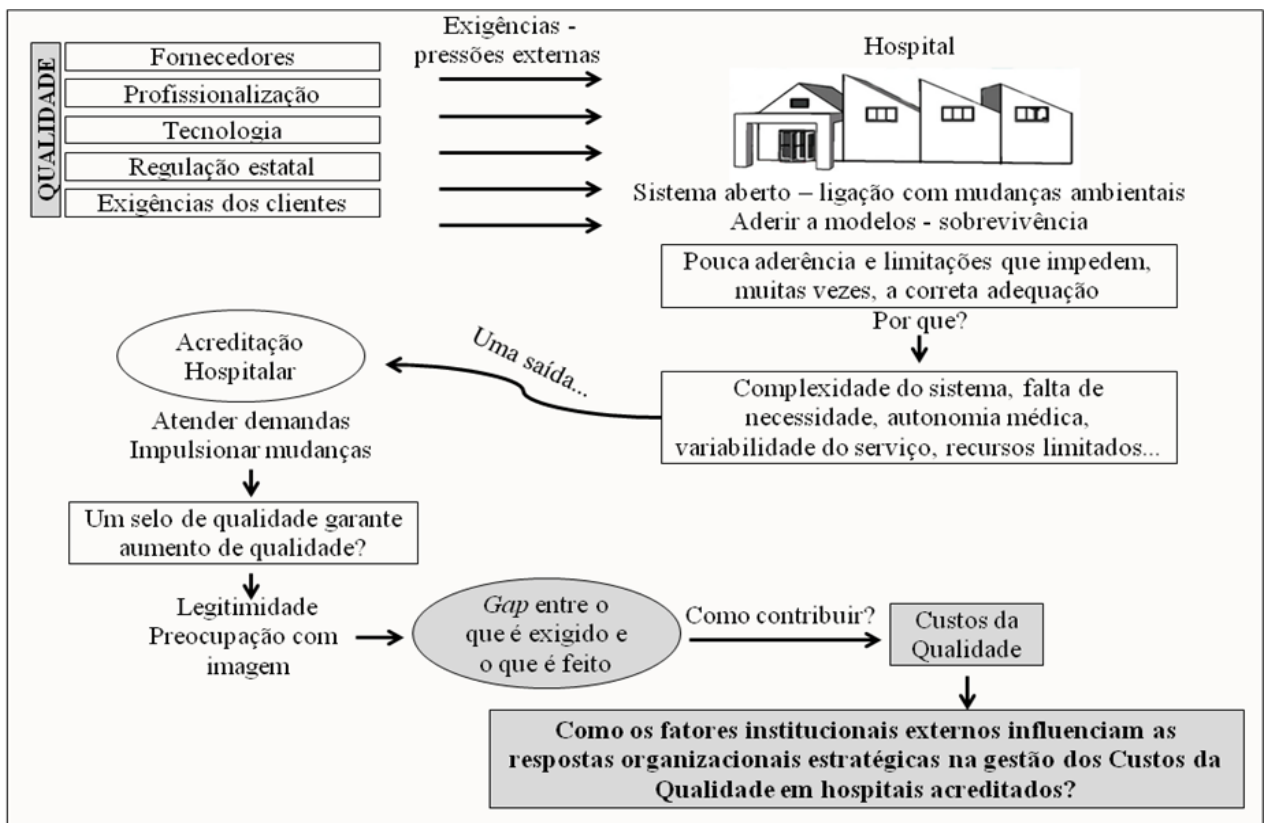 QUALIDADE
Fornecedores
Profissionalização
Tecnologia
Regulação estatal
Exigências dos clientes
Exigências -
pressões externas
Hospital
Sistema aberto – ligação com mudanças ambientais
Aderir a modelos - sobrevivência
Pouca aderência e limitações que impedem,
muitas vezes, a correta adequação
Por que?
Complexidade do sistema, falta de
necessidade, autonomia médica,
variabilidade do serviço, recursos limitados...
Uma saída...
Acreditação
Hospitalar
Atender demandas
Impulsionar mudanças
Um selo de qualidade garante
aumento de qualidade?
Legitimidade
Preocupação com
imagem
Gap entre o
que é exigido e
o que é feito
Como contribuir?
Custos da
Qualidade
Como os fatores institucionais externos influenciam as
respostas organizacionais estratégicas na gestão dos Custos da
Qualidade em hospitais acreditados?